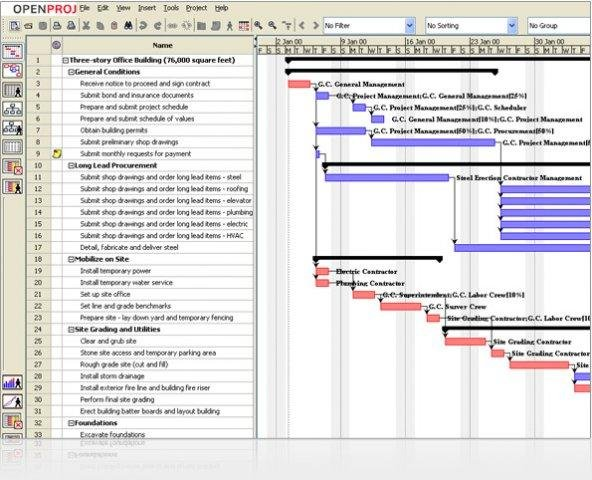 OPENPROJ File Edit View Insert Tools Project Help
No Filter No Sorting No Group
Name 2 Jan 00 9 Jan 00 16 Jan 00 23 Jan 00 30 Jan 00
1 Three-story Office Building (76,000 square feet)
2 General Conditions
3 Receive notice to proceed and sign contract G.C. General Management
4 Submit bond and insurance documents G.C. Project Management;G.C. General Management[25%]
5 Prepare and submit project schedule G.C. Project Management[25%];G.C. Scheduler
6 Prepare and submit schedule of values G.C. General Management[10%];G.C. Project Management
7 Obtain building permits G.C. Project Management[50%];G.C. Procurement[50%]
8 Submit preliminary shop drawings G.C. Project Management
9 Submit monthly requests for payment
10 Long Lead Procurement
11 Submit shop drawings and order long lead items - steel Steel Erection Contractor Management
12 Submit shop drawings and order long lead items - roofing
13 Submit shop drawings and order long lead items - elevator
14 Submit shop drawings and order long lead items - plumbing
15 Submit shop drawings and order long lead items - electric
16 Submit shop drawings and order long lead items - HVAC
17 Detail, fabricate and deliver steel
18 Mobilize on Site
19 Install temporary power Electric Contractor
20 Install temporary water service Plumbing Contractor
21 Set up site office G.C. Superintendent;G.C. Labor Crew[10%]
22 Set line and grade benchmarks G.C. Survey Crew
23 Prepare site - lay down yard and temporary fencing Site Grading Contractor;G.C. Labor Crew[10
24 Site Grading and Utilities
25 Clear and grub site Site Grading Contractor
26 Stone site access and temporary parking area Site Grading Contractor
27 Rough grade site (cut and fill) Site
28 Install storm drainage
29 Install exterior fire line and building fire riser
30 Perform final site grading
31 Erect building batter boards and layout building
32 Foundations
33 Excavate foundations